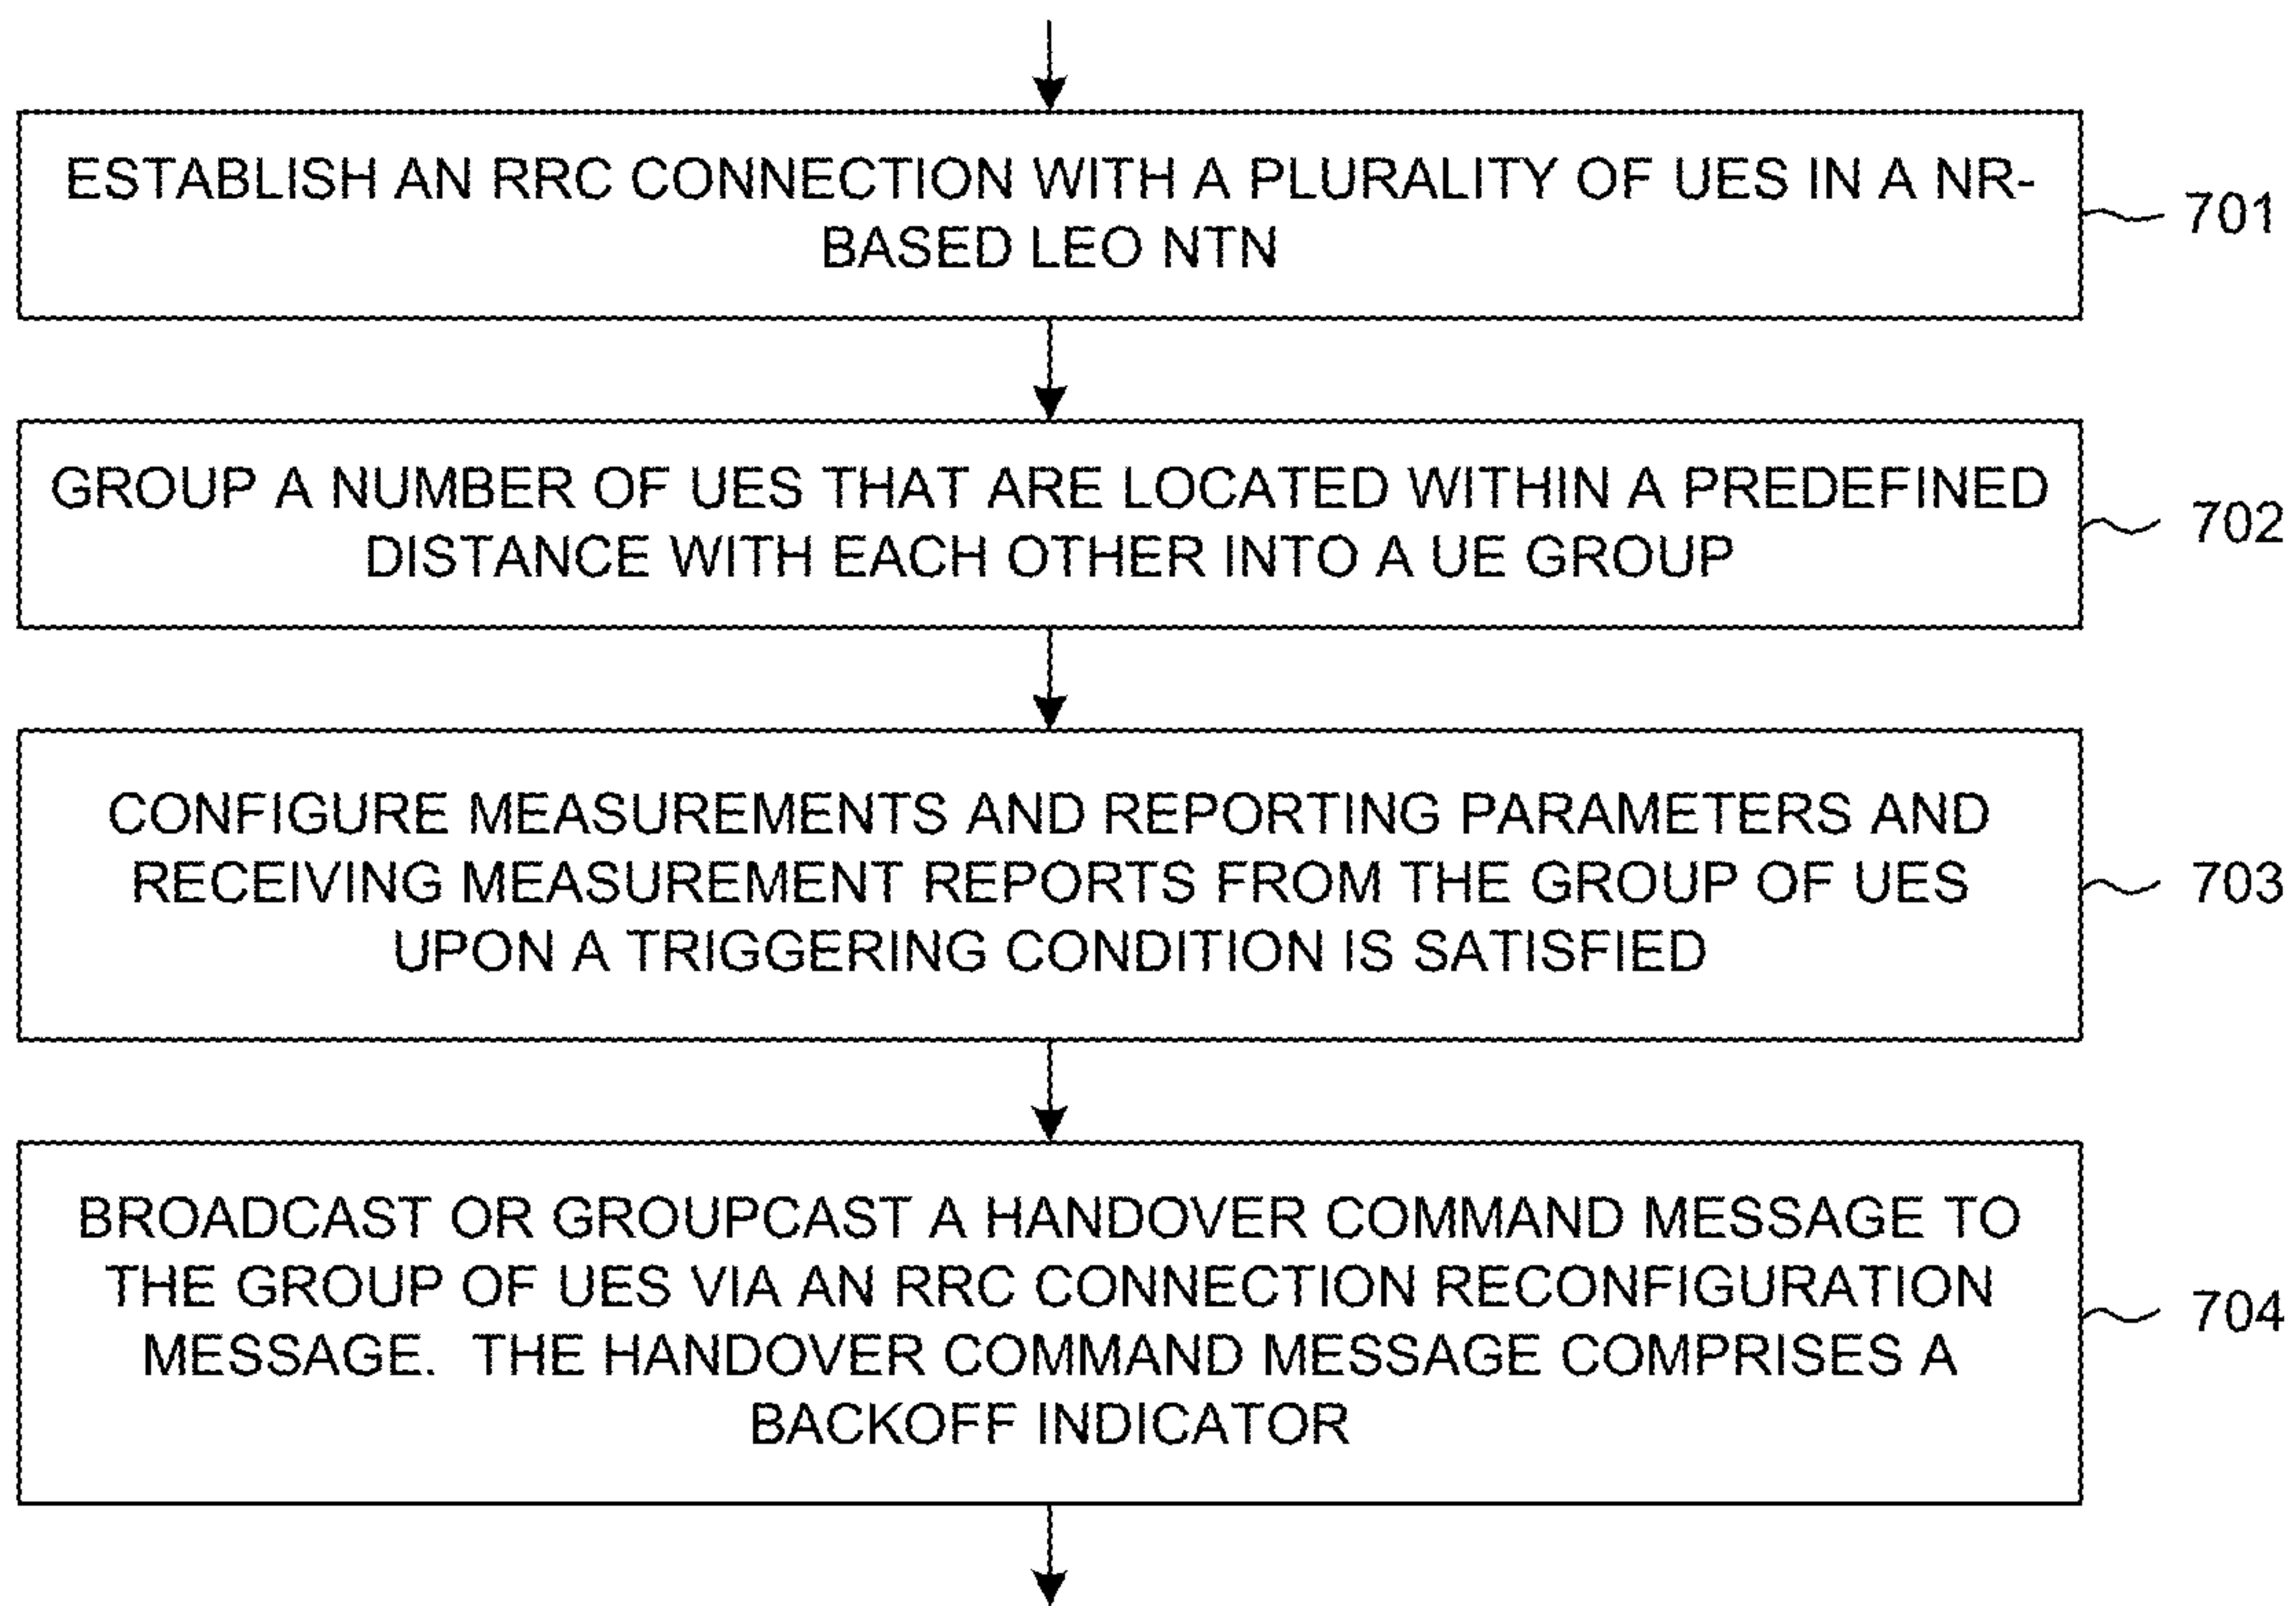 ESTABLISH AN RRC CONNECTION WITH A PLURALITY OF UES IN A NR-
BASED LEO NTN
701
GROUP A NUMBER OF UES THAT ARE LOCATED WITHIN A PREDEFINED
DISTANCE WITH EACH OTHER INTO A UE GROUP
702
CONFIGURE MEASUREMENTS AND REPORTING PARAMETERS AND
RECEIVING MEASUREMENT REPORTS FROM THE GROUP OF UES
UPON A TRIGGERING CONDITION IS SATISFIED
703
BROADCAST OR GROUPCAST A HANDOVER COMMAND MESSAGE TO
THE GROUP OF UES VIA AN RRC CONNECTION RECONFIGURATION
MESSAGE. THE HANDOVER COMMAND MESSAGE COMPRISES A
BACKOFF INDICATOR
704